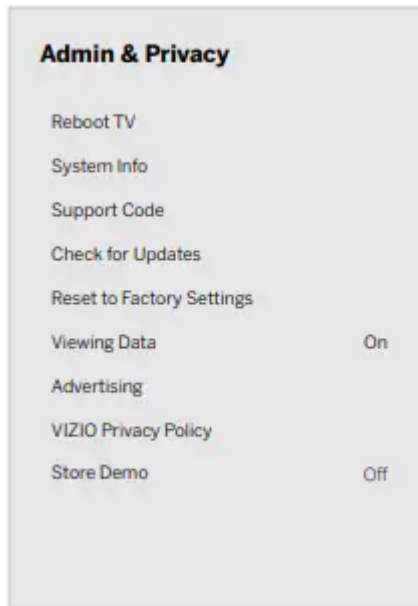 Admin & Privacy
Reboot TV
System Info
Support Code
Check for Updates
Reset to Factory Settings
Viewing Data On
Advertising
VIZIO Privacy Policy
Store Demo Off